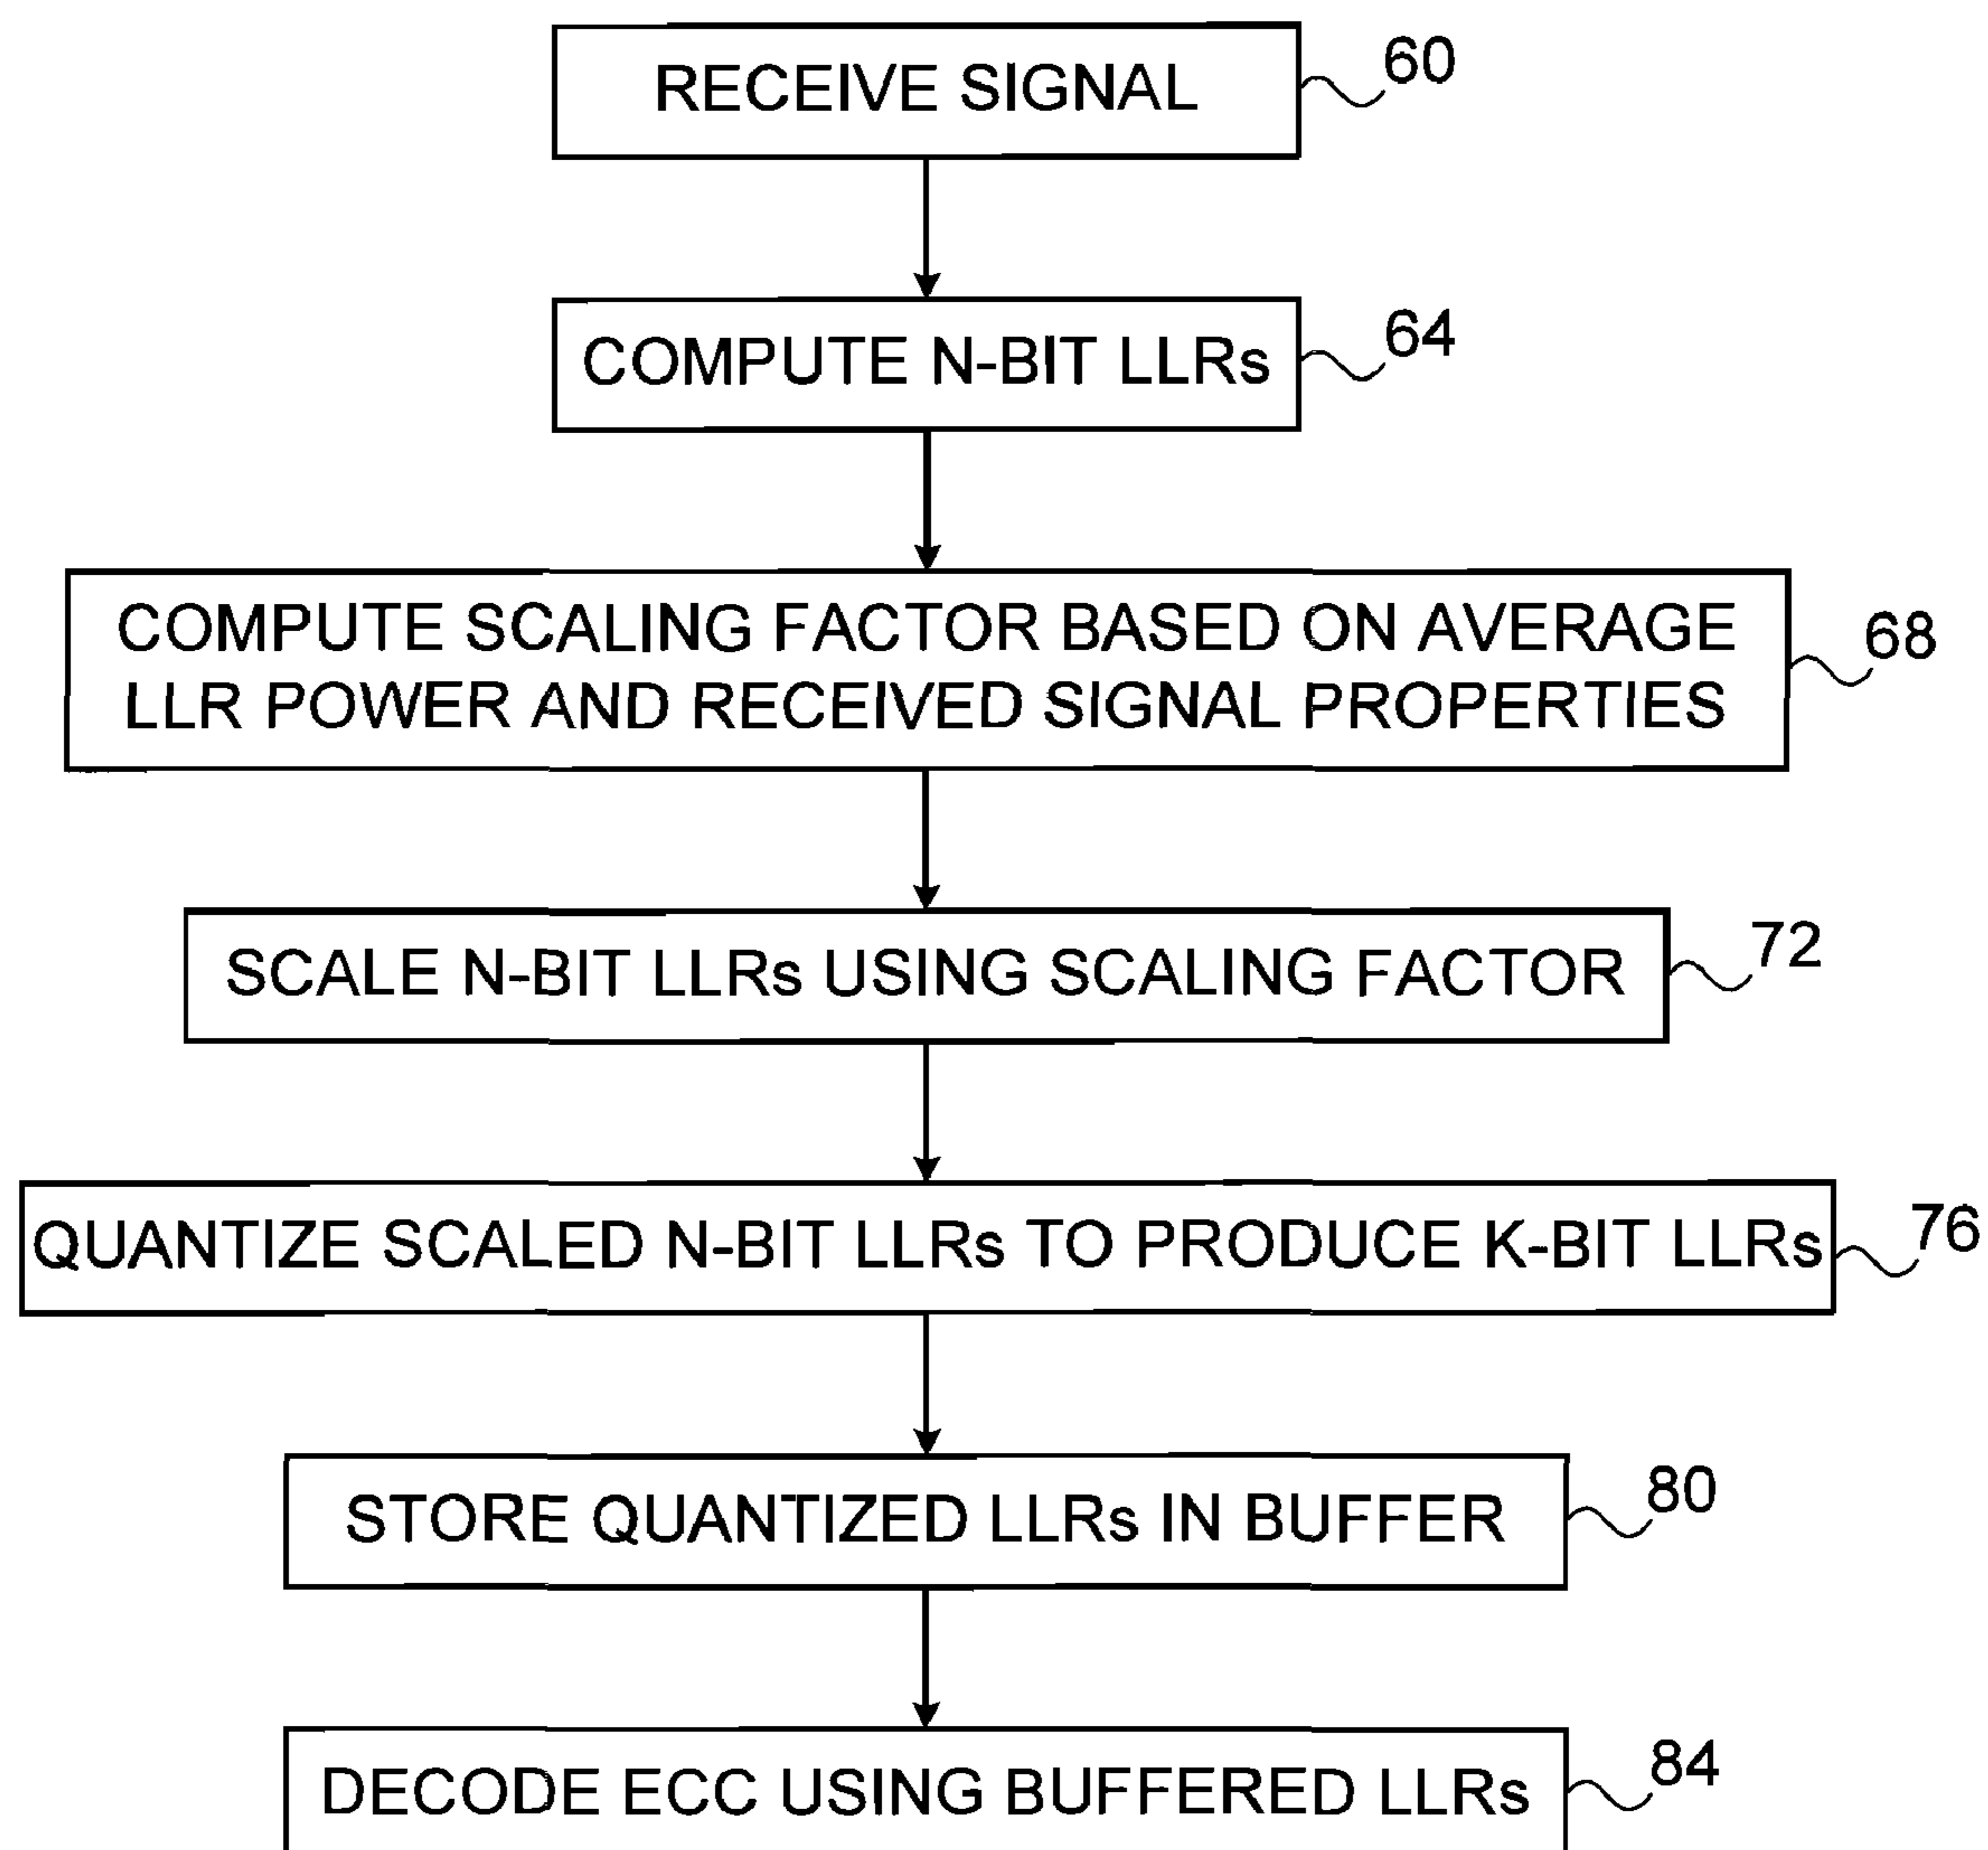 RECEIVE SIGNAL
60
COMPUTE N-BIT LLRs
64
COMPUTE SCALING FACTOR BASED ON AVERAGE
LLR POWER AND RECEIVED SIGNAL PROPERTIES
68
SCALE N-BIT LLRs USING SCALING FACTOR
72
QUANTIZE SCALED N-BIT LLRs TO PRODUCE K-BIT LLRs
76
STORE QUANTIZED LLRs IN BUFFER
80
DECODE ECC USING BUFFERED LLRs
84